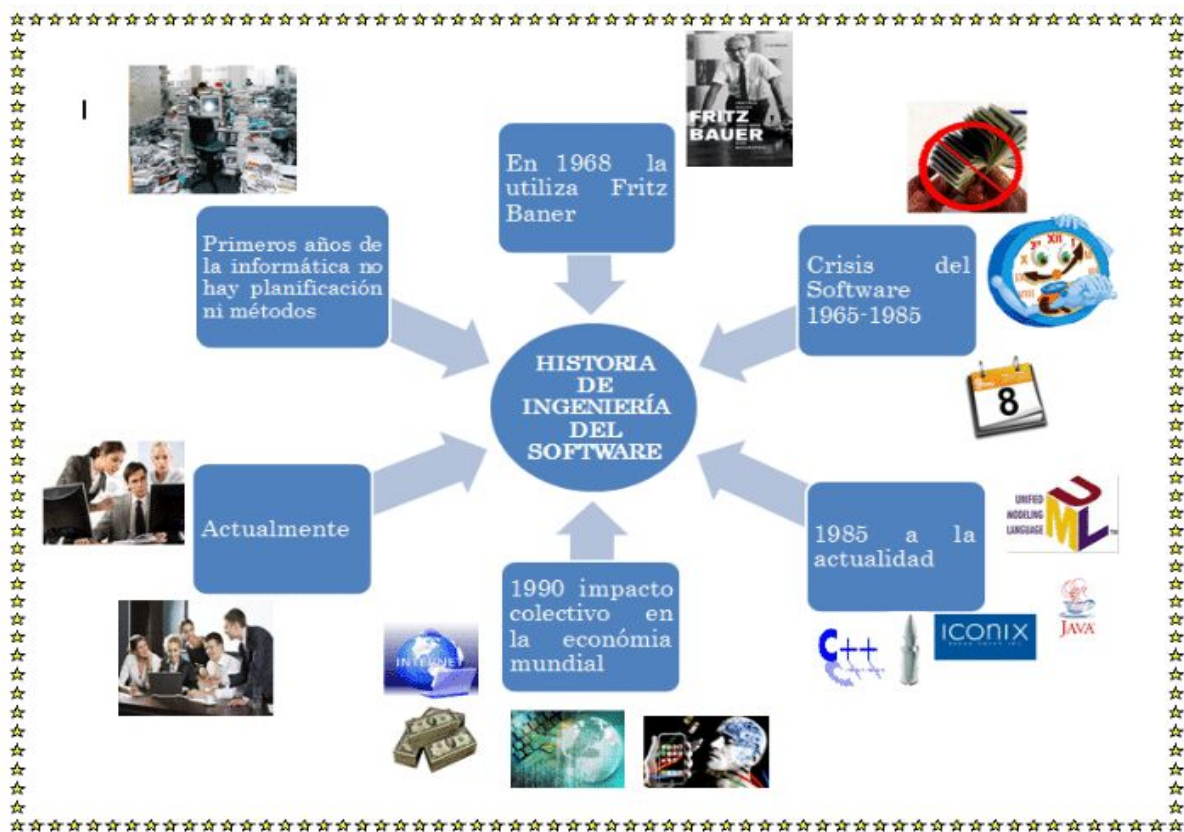 FRITZ
BAUER
En 1968 la
utiliza Fritz
Baner
Primeros años de
la informática no
hay planificación
ni métodos
Crisis del
Software
1965-1985
8
HISTORIA
DE
INGENIERÍA
DEL
SOFTWARE
Actualmente
1985 a la
actualidad
UNIFIED
MODELING
LANGUAGE
UML
TM
1990 impacto
colectivo en
la económia
mundial
INTERNET
C++
ICONIX
JAVA